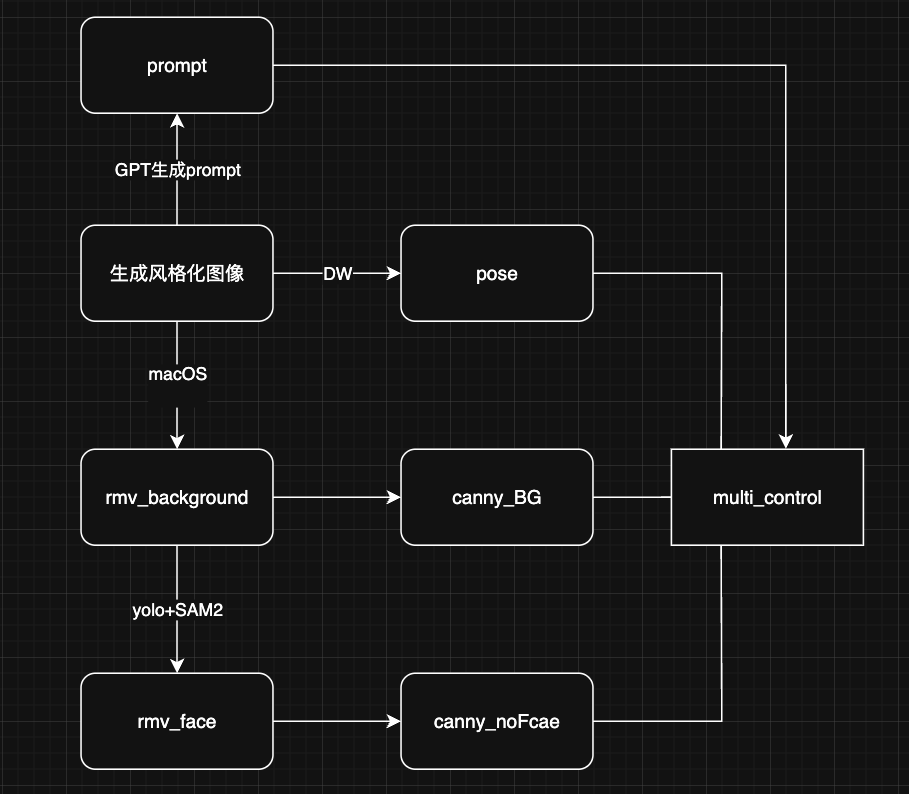 prompt
GPT生成prompt
生成风格化图像
DW
pose
macOS
rmv_background
canny_BG
multi_control
yolo+SAM2
rmv_face
canny_noFcae